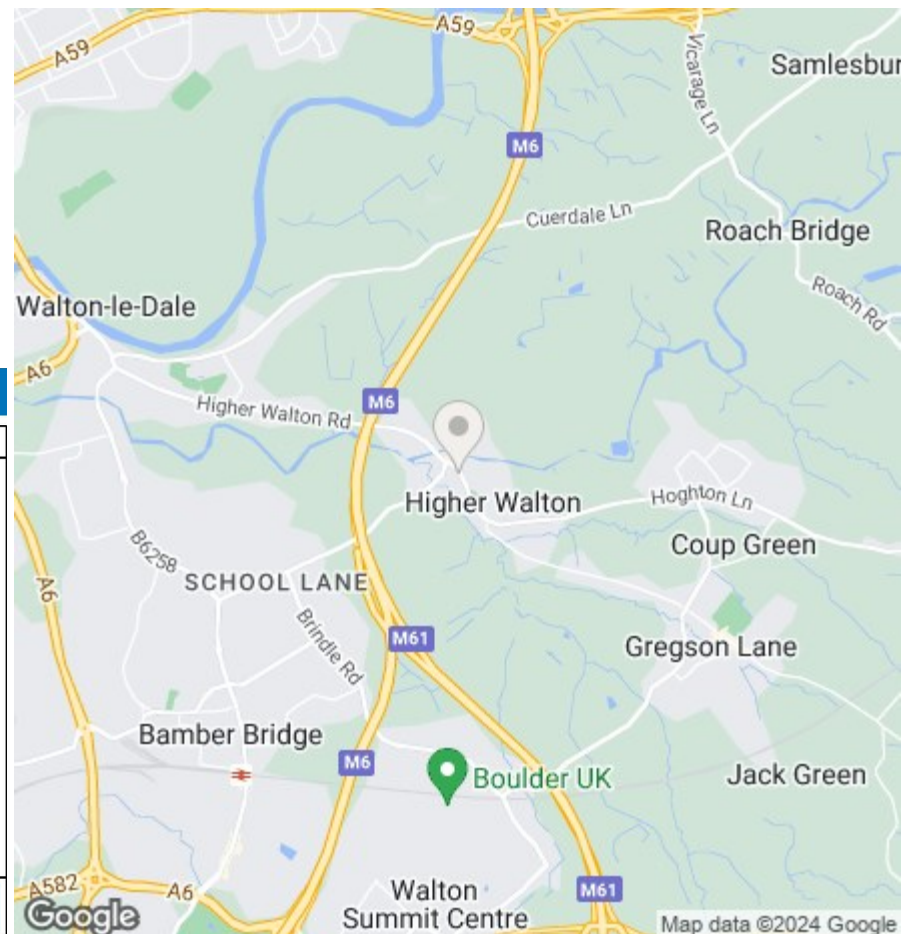 A59
A59
Samlesbur
Vicarage Ln
M6
Cuerdale Ln
Roach Bridge
Roach Rd
Walton-le-Dale
A6
M6
Higher Walton Rd
Higher Walton
Hoghton Ln
Coup Green
B6258
SCHOOL LANE
A6
Brindle Rd
M61
Gregson Lane
Bamber Bridge
M6
Boulder UK
Jack Green
A582
A6
Walton
Summit Centre
M61
Google
Map data ©2024 Google